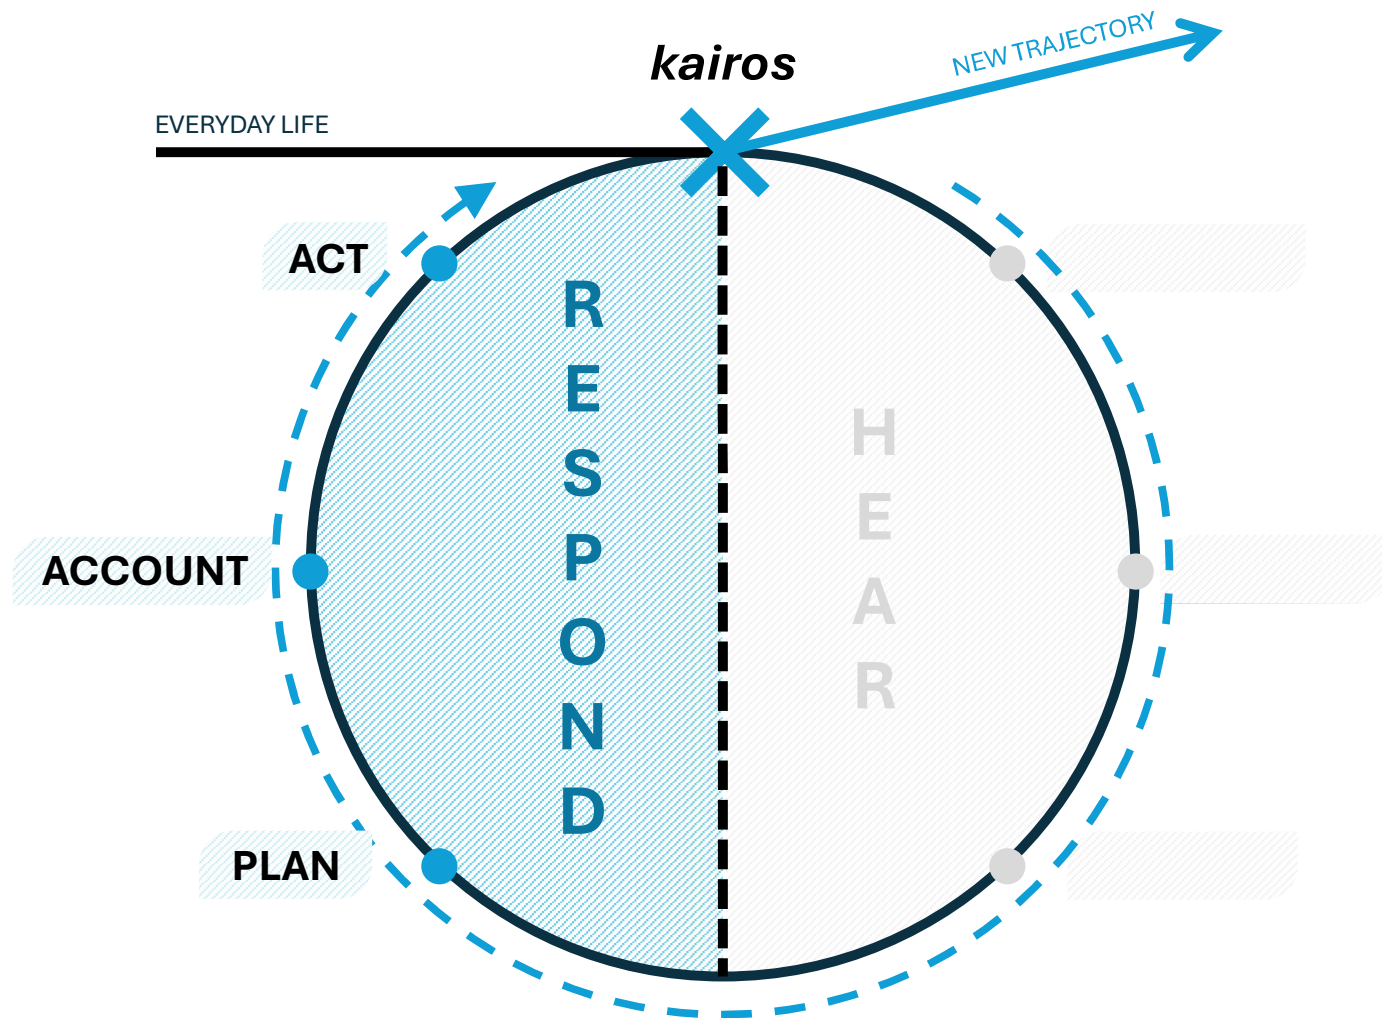 kairos
NEW TRAJECTORY
EVERYDAY LIFE
ACT
ACCOUNT
PLAN
RESPOND
HEAR